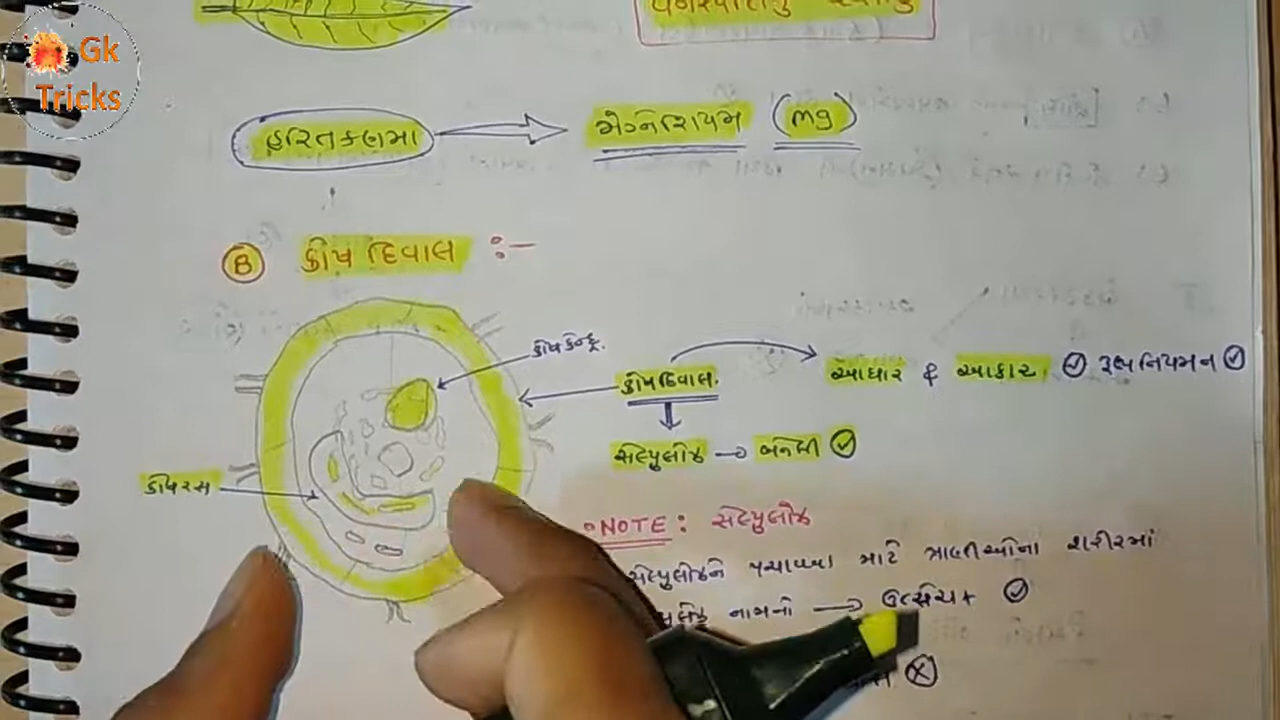 Gk
Tricks
હરિતકણમા → મેગ્નેશિયમ (mg)
B કોષ દિવાલ :-
કોષકેન્દ્ર.
કોષદિવાલ.
આધાર & આકાર રૂક્ષ નિયમન
સેલ્યુલોઝ → બનેલી
કોષરસ
NOTE: સેલ્યુલોઝ
સેલ્યુલોઝને પચાવવા માટે પ્રાણીઓના શરીરમાં
નામનો → ઉત્સેચક